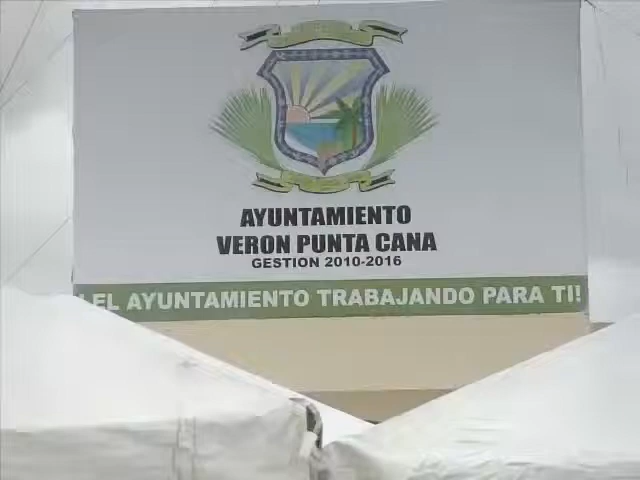 AYUNTAMIENTO
VERON PUNTA CANA
GESTION 2010-2016
¡EL AYUNTAMIENTO TRABAJANDO PARA TI!